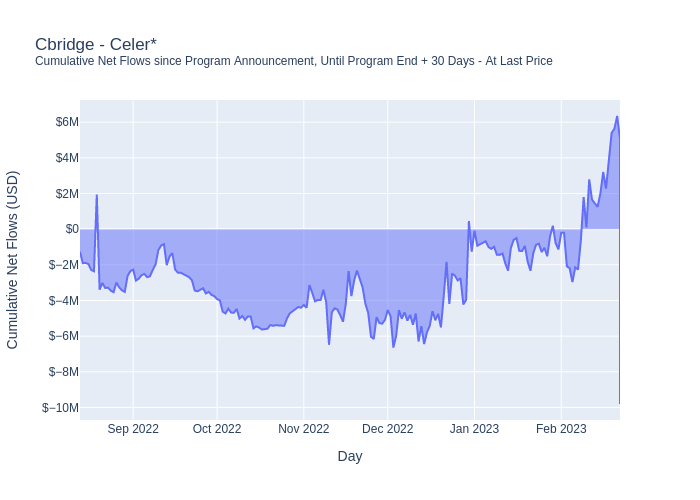 Cbridge - Celer*
Cumulative Net Flows since Program Announcement, Until Program End + 30 Days - At Last Price
Cumulative Net Flows (USD)
$6M
$4M
$2M
$0
$−2M
$−4M
$−6M
$−8M
$−10M
Sep 2022 Oct 2022 Nov 2022 Dec 2022 Jan 2023 Feb 2023
Day